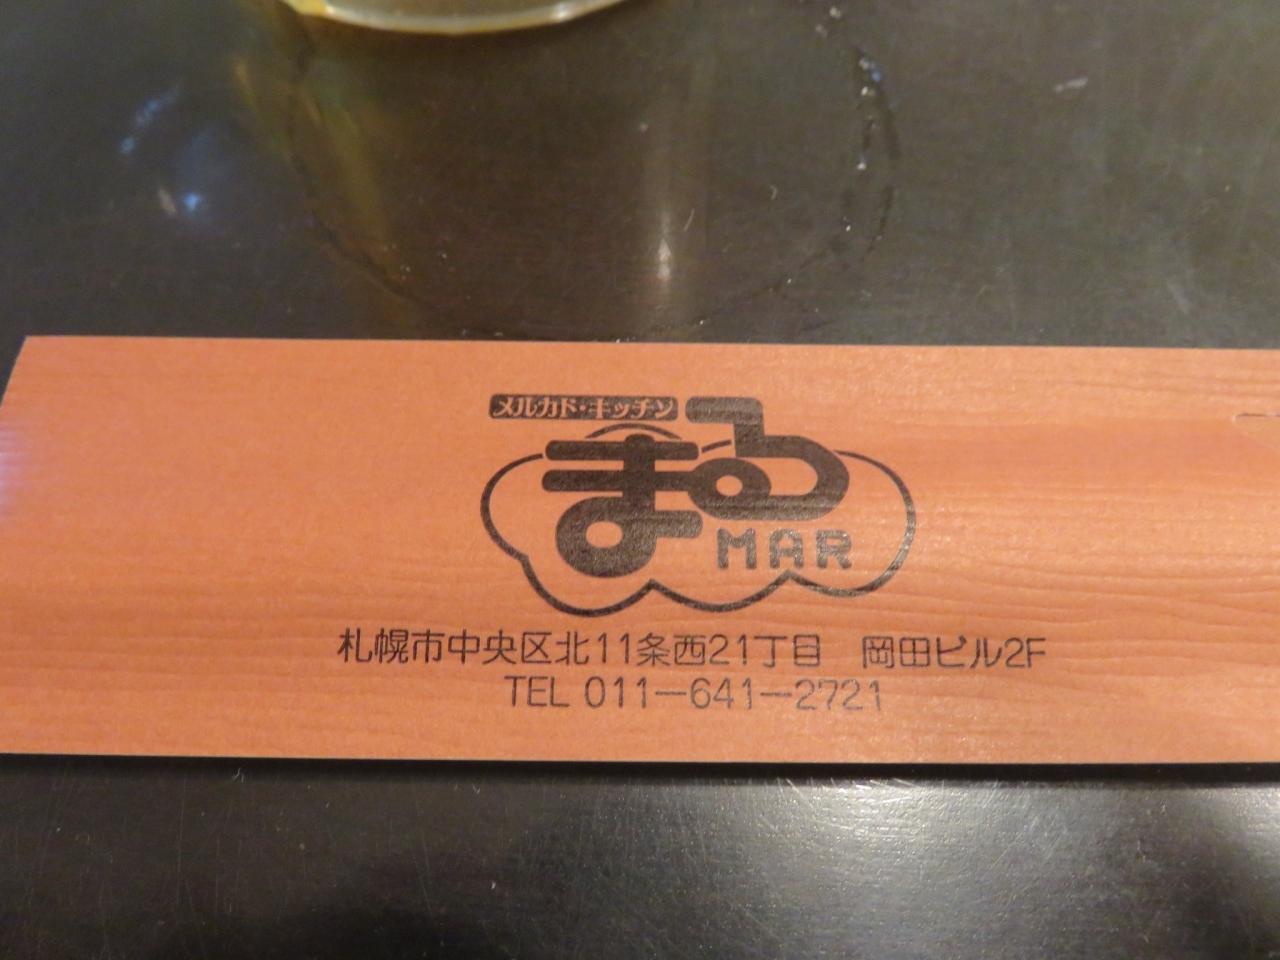 メルカド・キッチン
まる
MAR
札幌市中央区北11条西21丁目　岡田ビル2F
TEL 011－641－2721